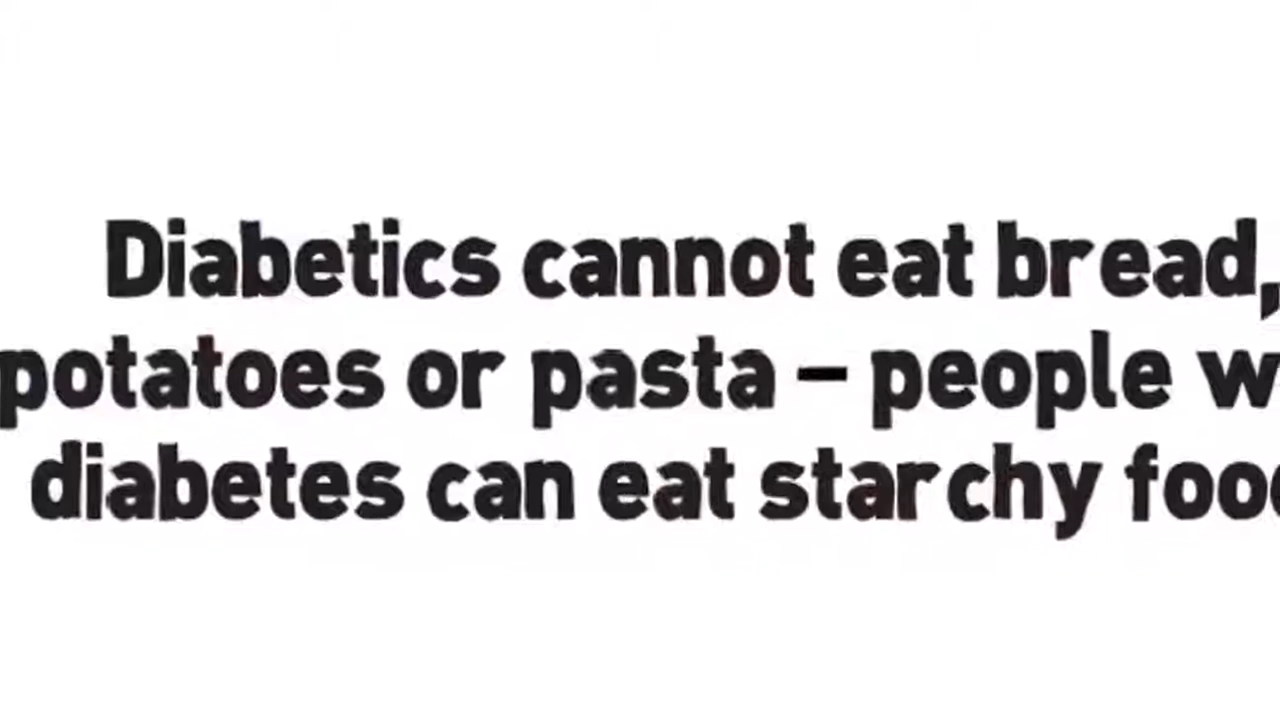 Diabetics cannot eat bread,
potatoes or pasta – people
diabetes can eat starchy